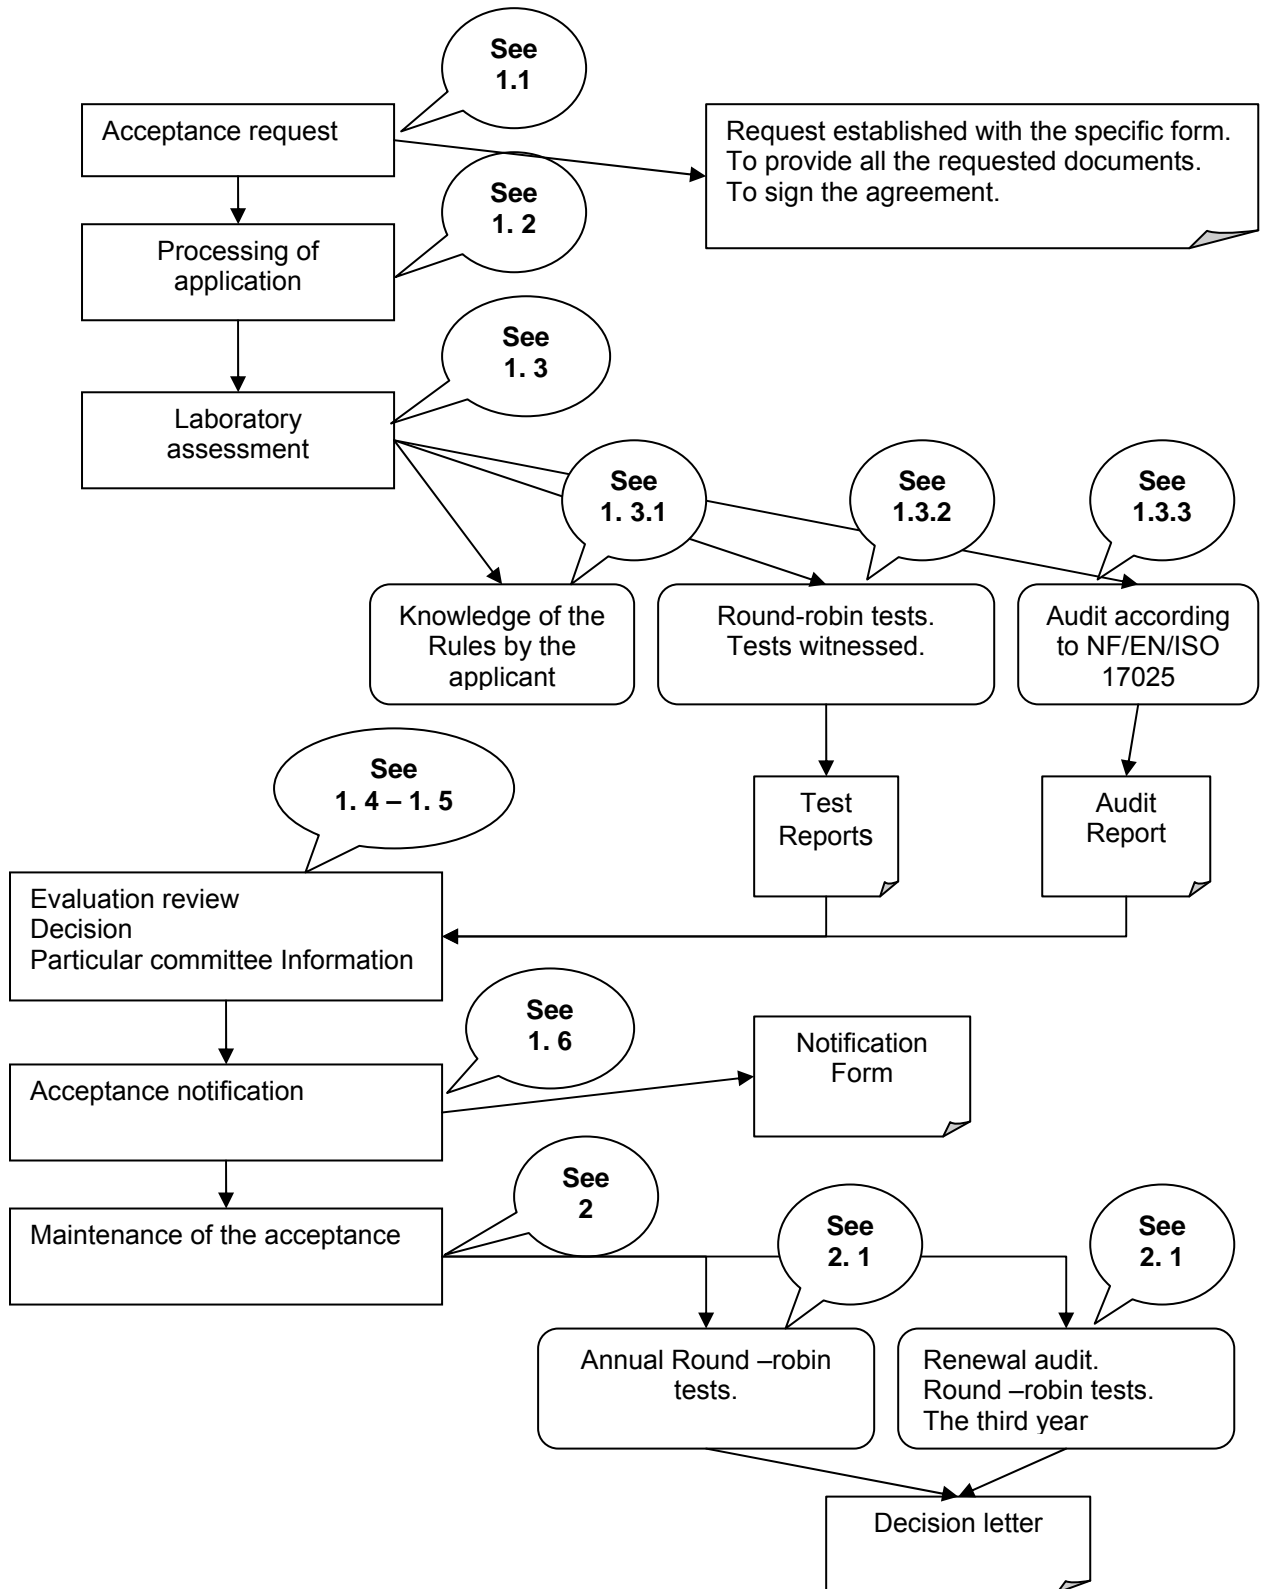 See
1.1
Acceptance request
Request established with the specific form.
To provide all the requested documents.
To sign the agreement.
See
1. 2
Processing of
application
See
1. 3
Laboratory
assessment
See
1. 3.1
See
1.3.2
See
1.3.3
Knowledge of the
Rules by the
applicant
Round-robin tests.
Tests witnessed.
Audit according
to NF/EN/ISO
17025
See
1. 4 – 1. 5
Test
Reports
Audit
Report
Evaluation review
Decision
Particular committee Information
See
1. 6
Notification
Form
Acceptance notification
See
2
Maintenance of the acceptance
See
2. 1
See
2. 1
Annual Round –robin
tests.
Renewal audit.
Round –robin tests.
The third year
Decision letter